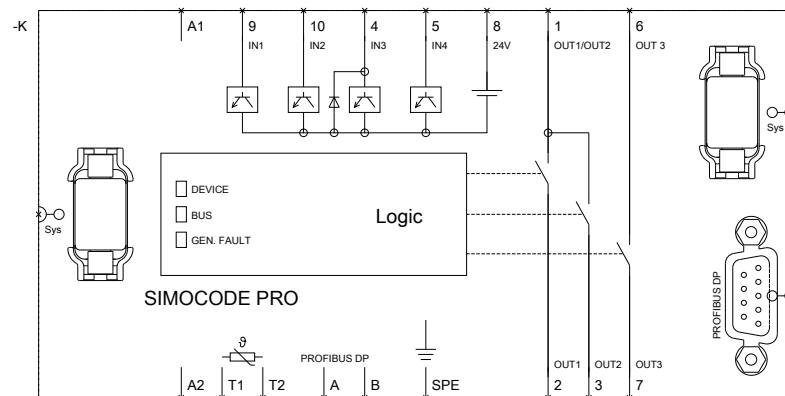 -K A1 9 10 4 5 8 1 6
IN1 IN2 IN3 IN4 24V OUT1/OUT2 OUT 3
Sys
DEVICE
BUS
Logic
GEN. FAULT
Sys
SIMOCODE PRO
PROFIBUS DP
ϑ
PROFIBUS DP
OUT1 OUT2 OUT3
A2 T1 T2 A B SPE 2 3 7